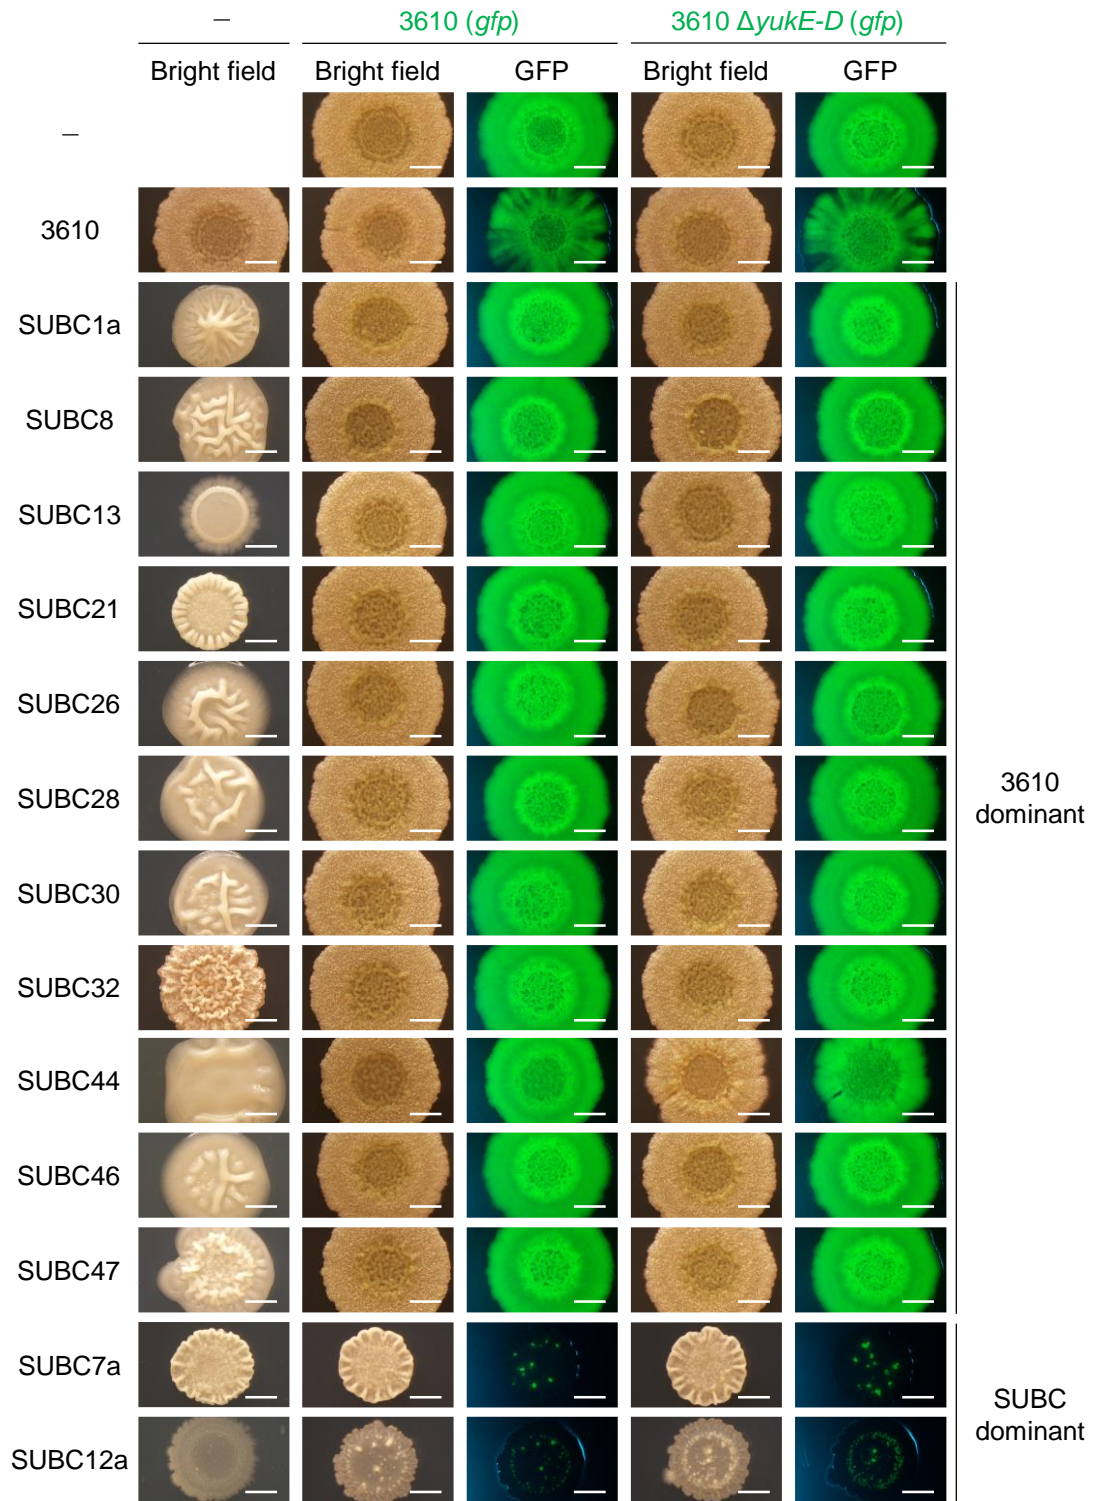 –
3610 (gfp)
3610 ΔyukE-D (gfp)
Bright field
Bright field
GFP
Bright field
GFP
–
3610
SUBC1a
SUBC8
SUBC13
SUBC21
SUBC26
SUBC28
3610
dominant
SUBC30
SUBC32
SUBC44
SUBC46
SUBC47
SUBC7a
SUBC
dominant
SUBC12a